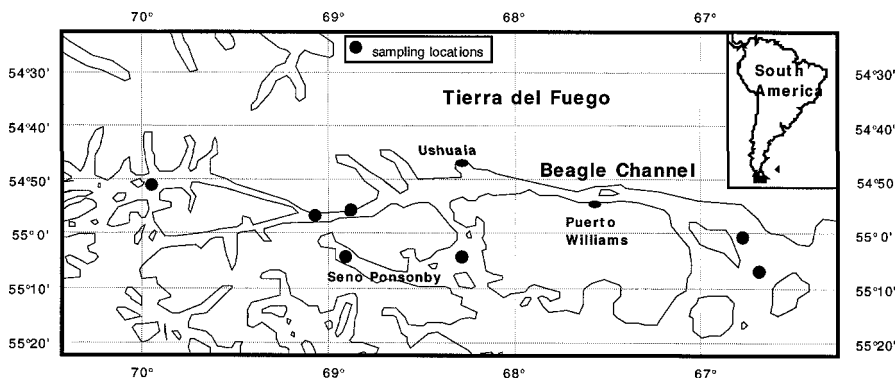 70° 69° 68° 67°
sampling locations
54°30' 54°30'
South
America
Tierra del Fuego
54°40' 54°40'
Ushuaia
Beagle Channel
54°50' 54°50'
Puerto
Williams
55° 0' 55° 0'
Seno Ponsonby
55°10' 55°10'
55°20' 55°20'
70° 69° 68° 67°